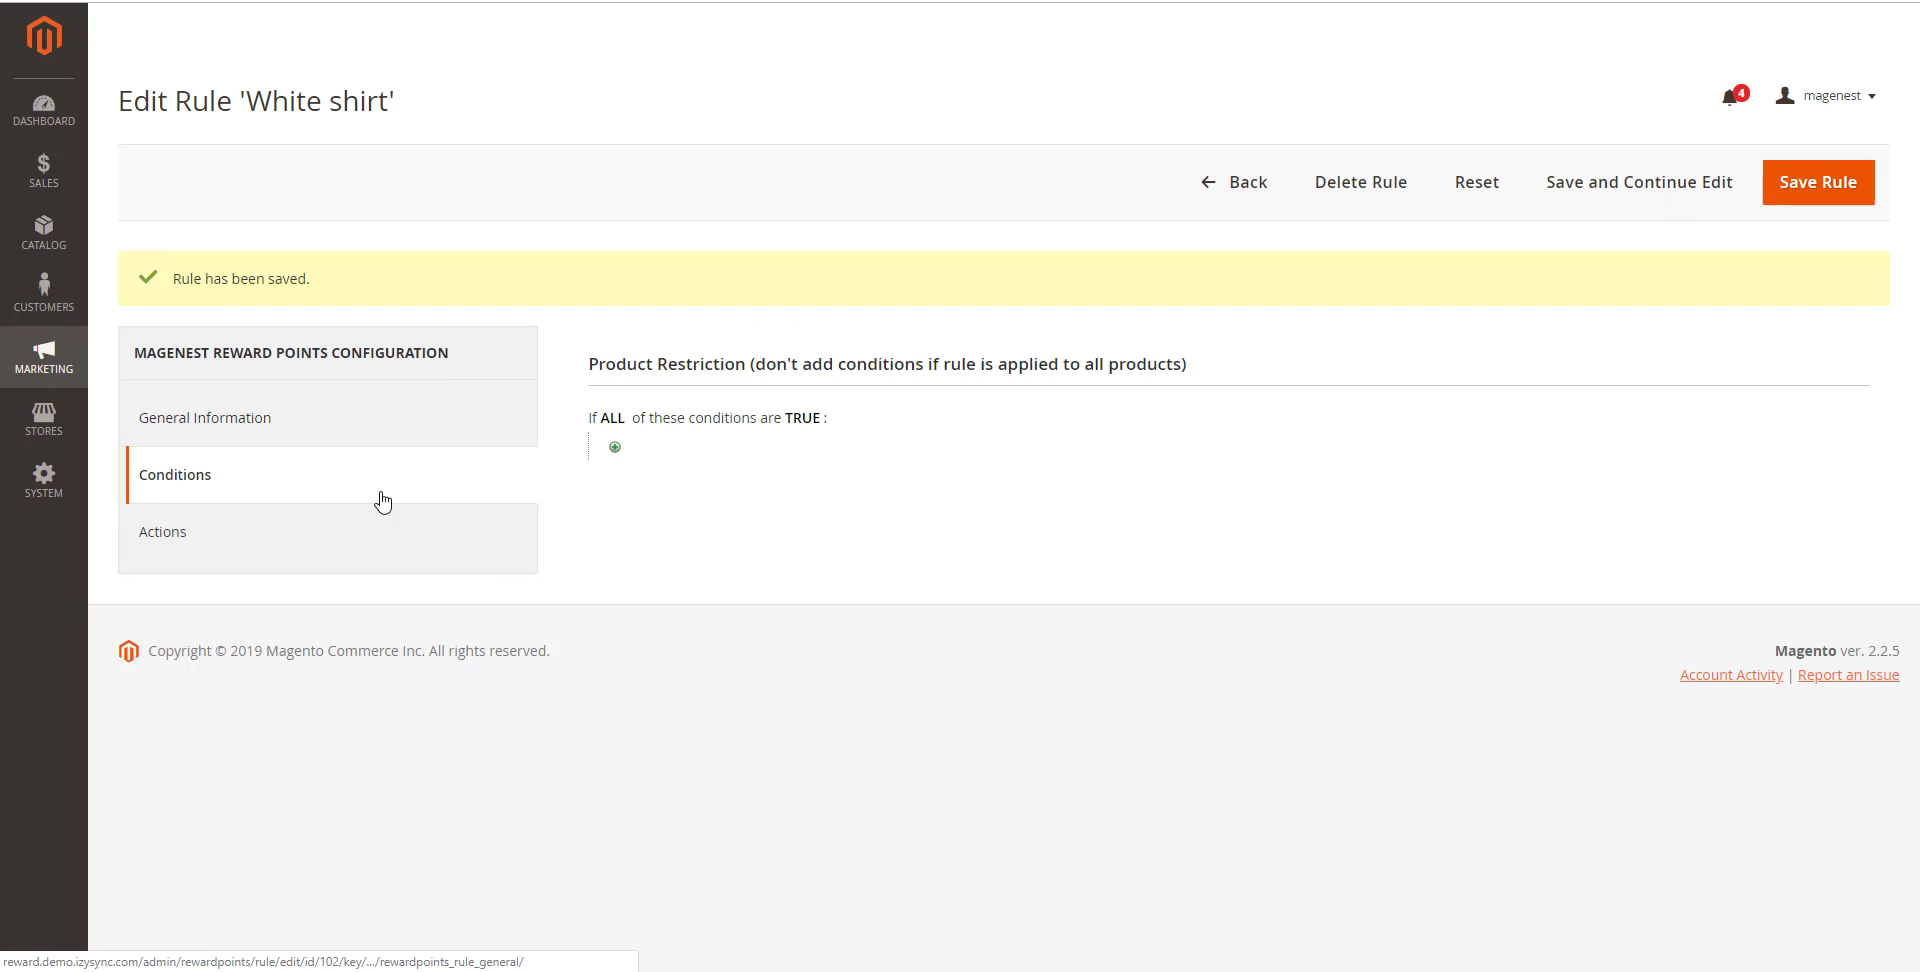 DASHBOARD
SALES
CATALOG
CUSTOMERS
MARKETING
STORES
SYSTEM
Edit Rule 'White shirt'
4
magenest
Back
Delete Rule
Reset
Save and Continue Edit
Save Rule
Rule has been saved.
MAGENEST REWARD POINTS CONFIGURATION
General Information
Conditions
Actions
Product Restriction (don't add conditions if rule is applied to all products)
If ALL of these conditions are TRUE :
Copyright © 2019 Magento Commerce Inc. All rights reserved.
Magento ver. 2.2.5
Account Activity | Report an Issue
reward.demo.izysync.com/admin/rewardpoints/rule/edit/id/102/key/.../rewardpoints_rule_general/